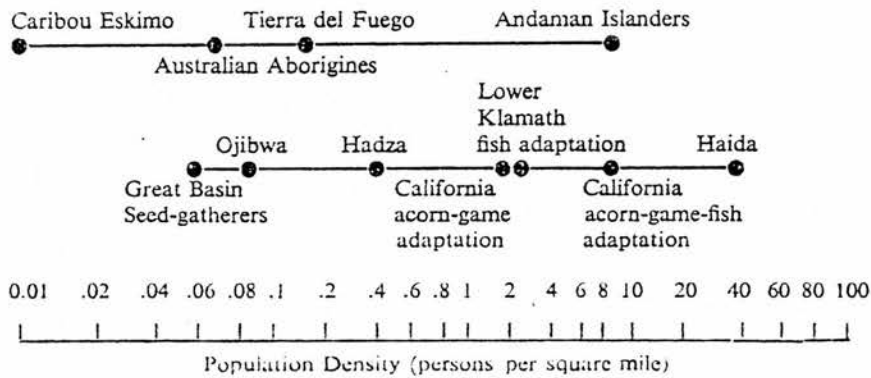 Caribou Eskimo Tierra del Fuego Andaman Islanders
Australian Aborigines
Lower
Klamath
Ojibwa Hadza fish adaptation Haida
Great Basin California California
Seed-gatherers acorn-game acorn-game-fish
adaptation adaptation
0.01 .02 .04 .06 .08 .1 .2 .4 .6 .8 1 2 4 6 8 10 20 40 60 80 100
Population Density (persons per square mile)